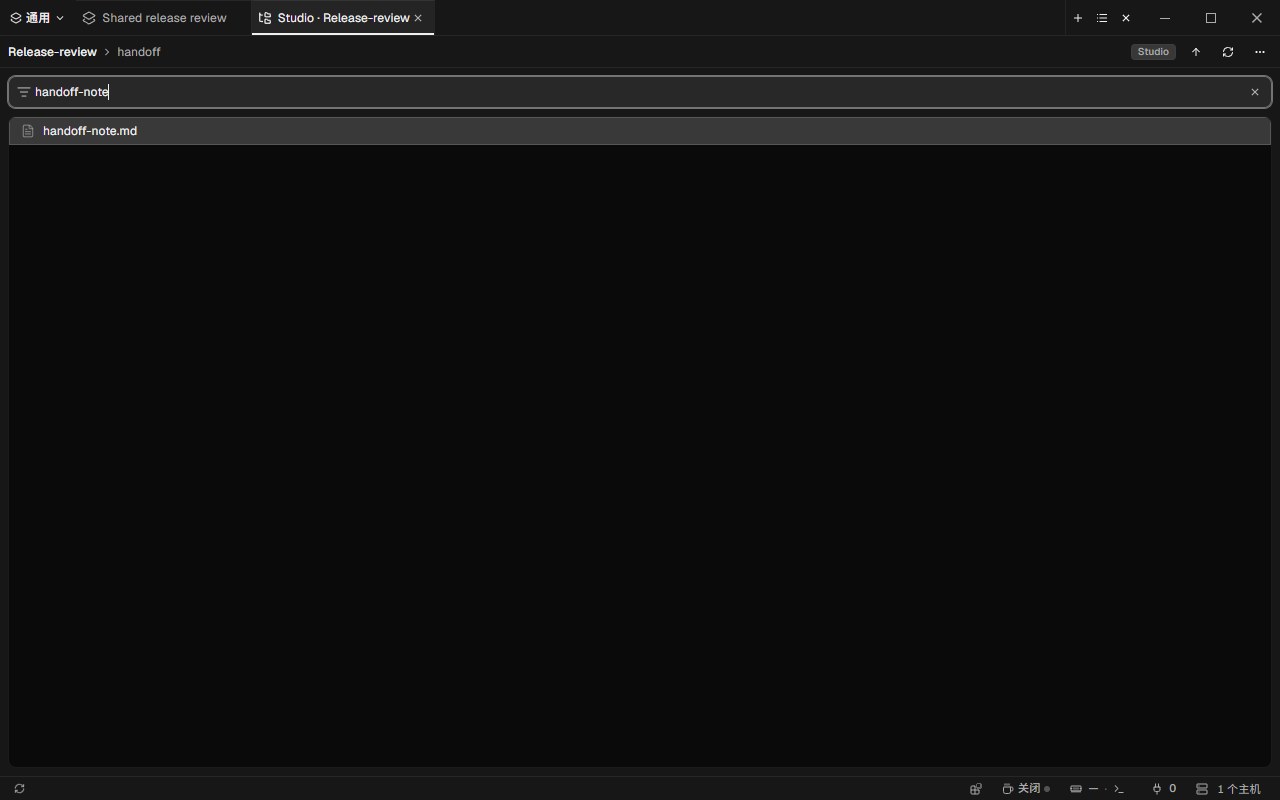 通用
Shared release review
Studio · Release-review
Release-review > handoff
Studio
handoff-note
handoff-note.md
关闭
0
1 个主机